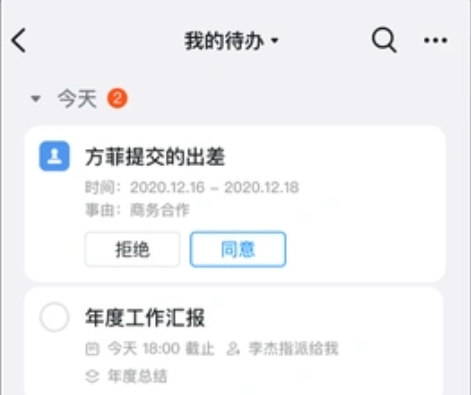 我的待办
今天 2
方菲提交的出差
时间：2020.12.16 - 2020.12.18
事由：商务合作
拒绝 同意
年度工作汇报
今天 18:00 截止 李杰指派给我
年度总结